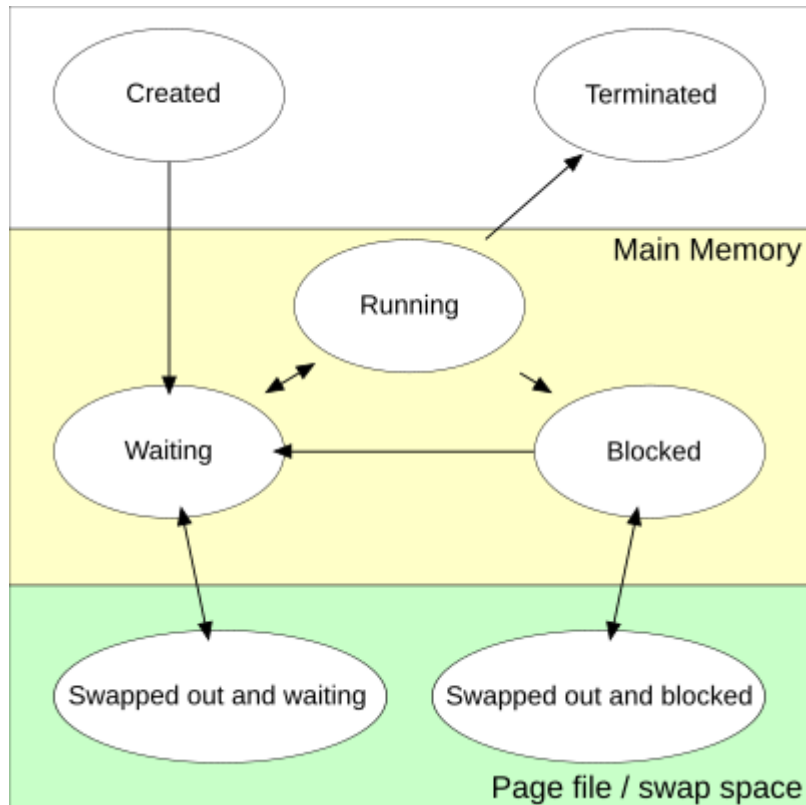 Created
Terminated
Main Memory
Running
Waiting
Blocked
Swapped out and waiting
Swapped out and blocked
Page file / swap space